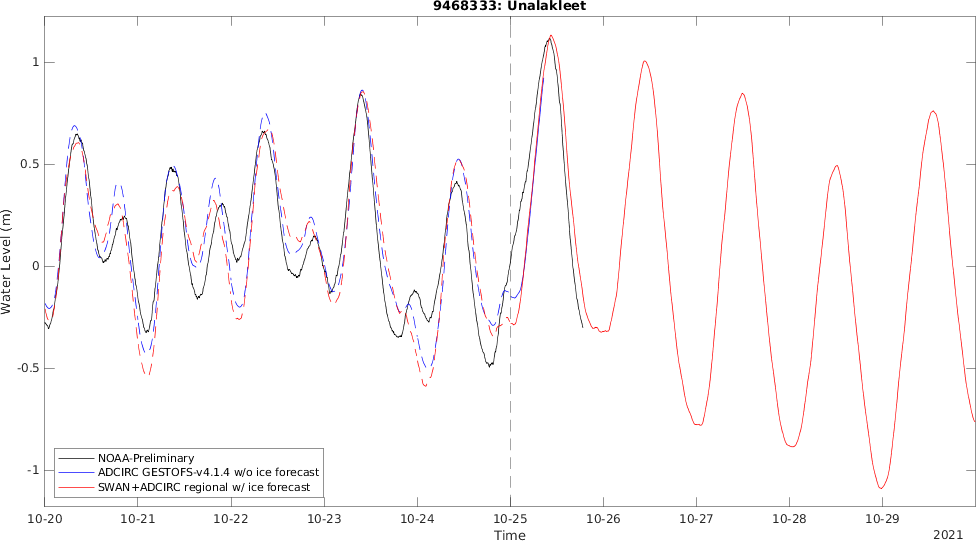 9468333: Unalakleet
Water Level (m)
1
0.5
0
-0.5
-1
NOAA-Preliminary
ADCIRC GESTOFS-v4.1.4 w/o ice forecast
SWAN+ADCIRC regional w/ ice forecast
10-20 10-21 10-22 10-23 10-24 10-25 10-26 10-27 10-28 10-29
Time
2021